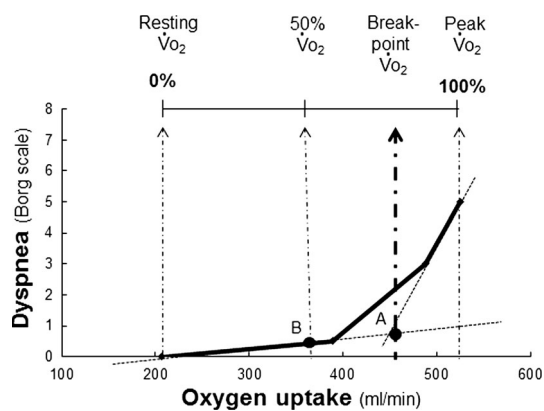 Resting 50% Break- Peak
V̇o₂ V̇o₂ point V̇o₂
V̇o₂
0% 100%
8
7
6
5
4
3
2
1
0
Dyspnea (Borg scale)
B A
100 200 300 400 500 600
Oxygen uptake (ml/min)